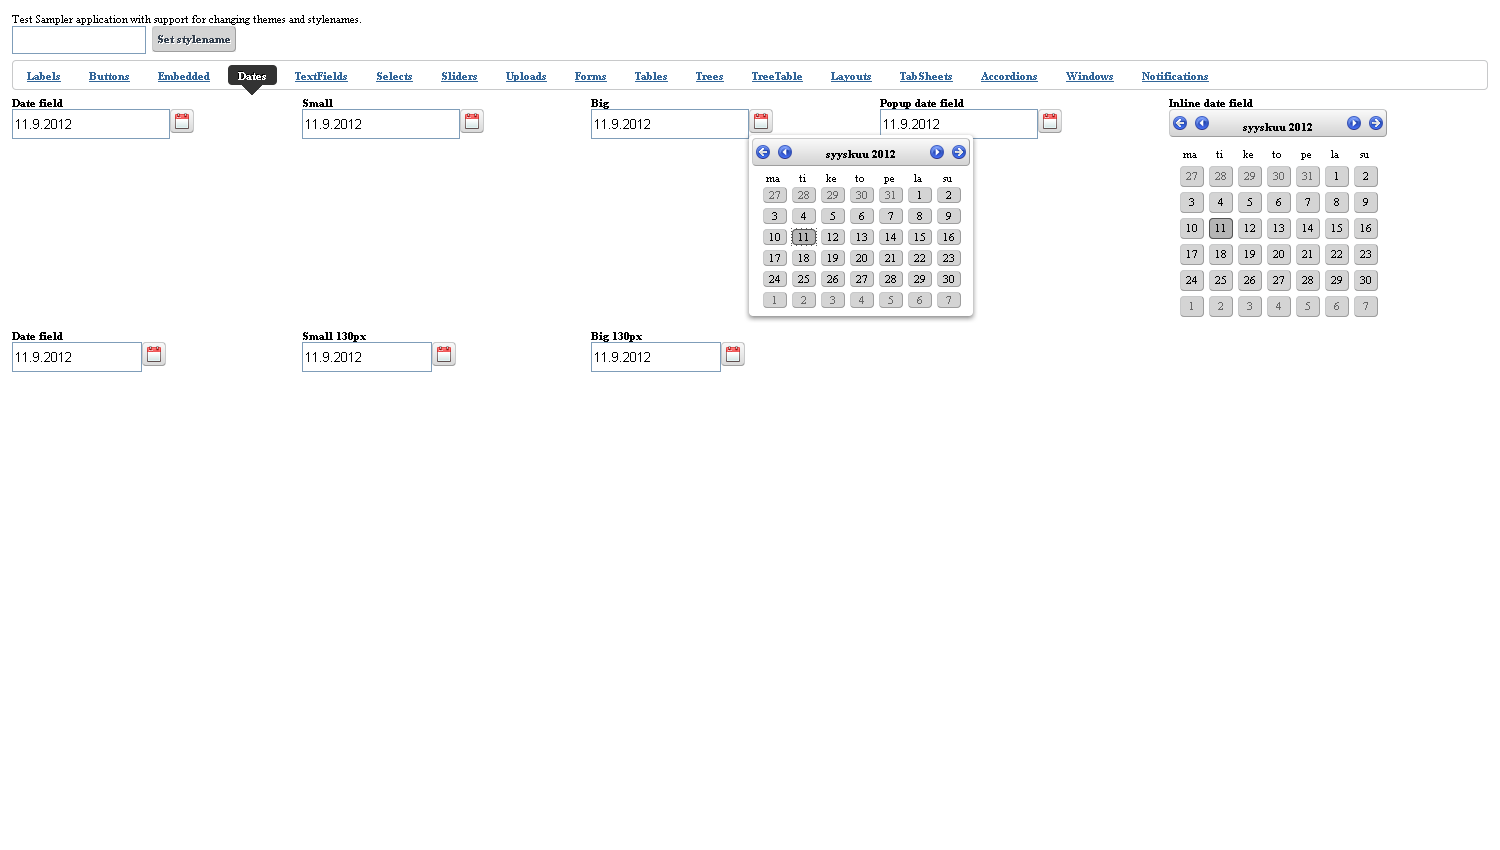 Test Sampler application with support for changing themes and stylenames.
Set stylename
Labels Buttons Embedded Dates TextFields Selects Sliders Uploads Forms Tables Trees TreeTable Layouts TabSheets Accordions Windows Notifications
Date field Small Big Popup date field Inline date field
11.9.2012 11.9.2012 11.9.2012 11.9.2012
syyskuu 2012
ma ti ke to pe la su
27 28 29 30 31 1 2
3 4 5 6 7 8 9
10 11 12 13 14 15 16
17 18 19 20 21 22 23
24 25 26 27 28 29 30
1 2 3 4 5 6 7
syyskuu 2012
ma ti ke to pe la su
27 28 29 30 31 1 2
3 4 5 6 7 8 9
10 11 12 13 14 15 16
17 18 19 20 21 22 23
24 25 26 27 28 29 30
1 2 3 4 5 6 7
Date field Small 130px Big 130px
11.9.2012 11.9.2012 11.9.2012